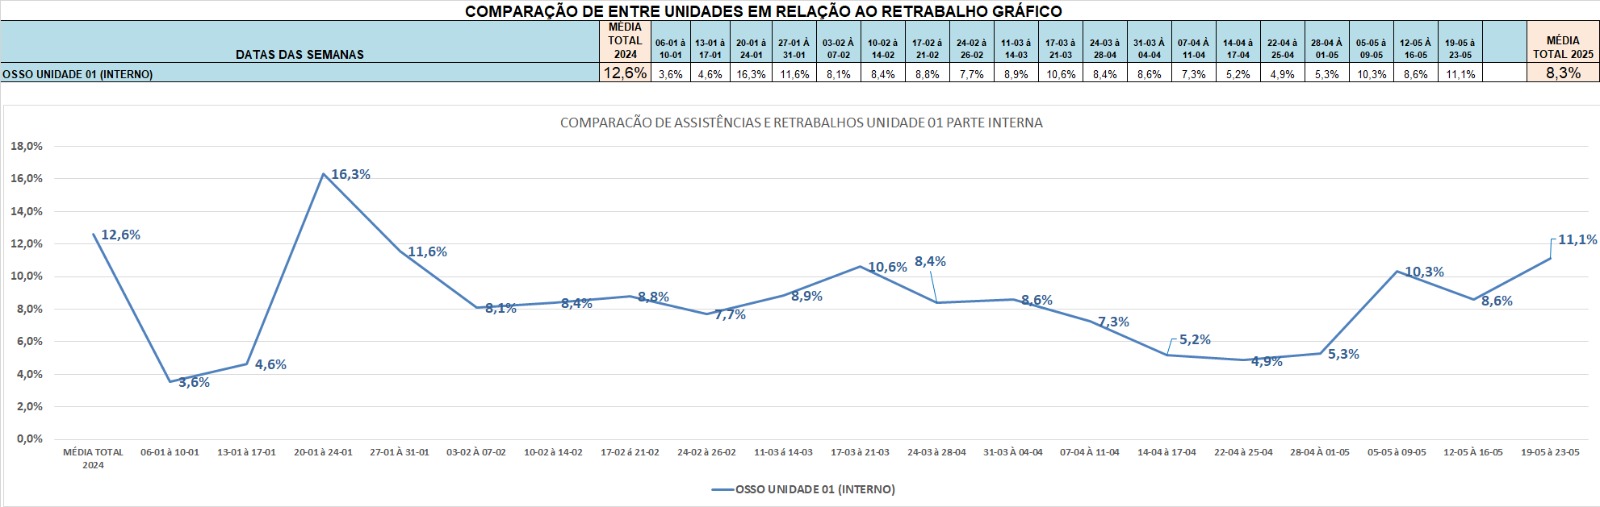 COMPARAÇÃO DE ENTRE UNIDADES EM RELAÇÃO AO RETRABALHO GRÁFICO
DATAS DAS SEMANAS
MÉDIA
TOTAL
2024
06-01 à
10-01
13-01 à
17-01
20-01 à
24-01
27-01 À
31-01
03-02 À
07-02
10-02 à
14-02
17-02 à
21-02
24-02 à
26-02
11-03 à
14-03
17-03 à
21-03
24-03 à
28-04
31-03 À
04-04
07-04 À
11-04
14-04 à
17-04
22-04 à
25-04
28-04 À
01-05
05-05 à
09-05
12-05 À
16-05
19-05 à
23-05
MÉDIA
TOTAL 2025
OSSO UNIDADE 01 (INTERNO) 12,6% 3,6% 4,6% 16,3% 11,6% 8,1% 8,4% 8,8% 7,7% 8,9% 10,6% 8,4% 8,6% 7,3% 5,2% 4,9% 5,3% 10,3% 8,6% 11,1% 8,3%
COMPARACÃO DE ASSISTÊNCIAS E RETRABALHOS UNIDADE 01 PARTE INTERNA
18,0%
16,0%
14,0%
12,0%
10,0%
8,0%
6,0%
4,0%
2,0%
0,0%
12,6%
3,6%
4,6%
16,3%
11,6%
8,1%
8,4%
8,8%
7,7%
8,9%
10,6%
8,4%
8,6%
7,3%
5,2%
4,9%
5,3%
10,3%
8,6%
11,1%
MÉDIA TOTAL
2024
06-01 à 10-01
13-01 à 17-01
20-01 à 24-01
27-01 À 31-01
03-02 À 07-02
10-02 à 14-02
17-02 à 21-02
24-02 à 26-02
11-03 à 14-03
17-03 à 21-03
24-03 à 28-04
31-03 À 04-04
07-04 À 11-04
14-04 à 17-04
22-04 à 25-04
28-04 À 01-05
05-05 à 09-05
12-05 À 16-05
19-05 à 23-05
OSSO UNIDADE 01 (INTERNO)